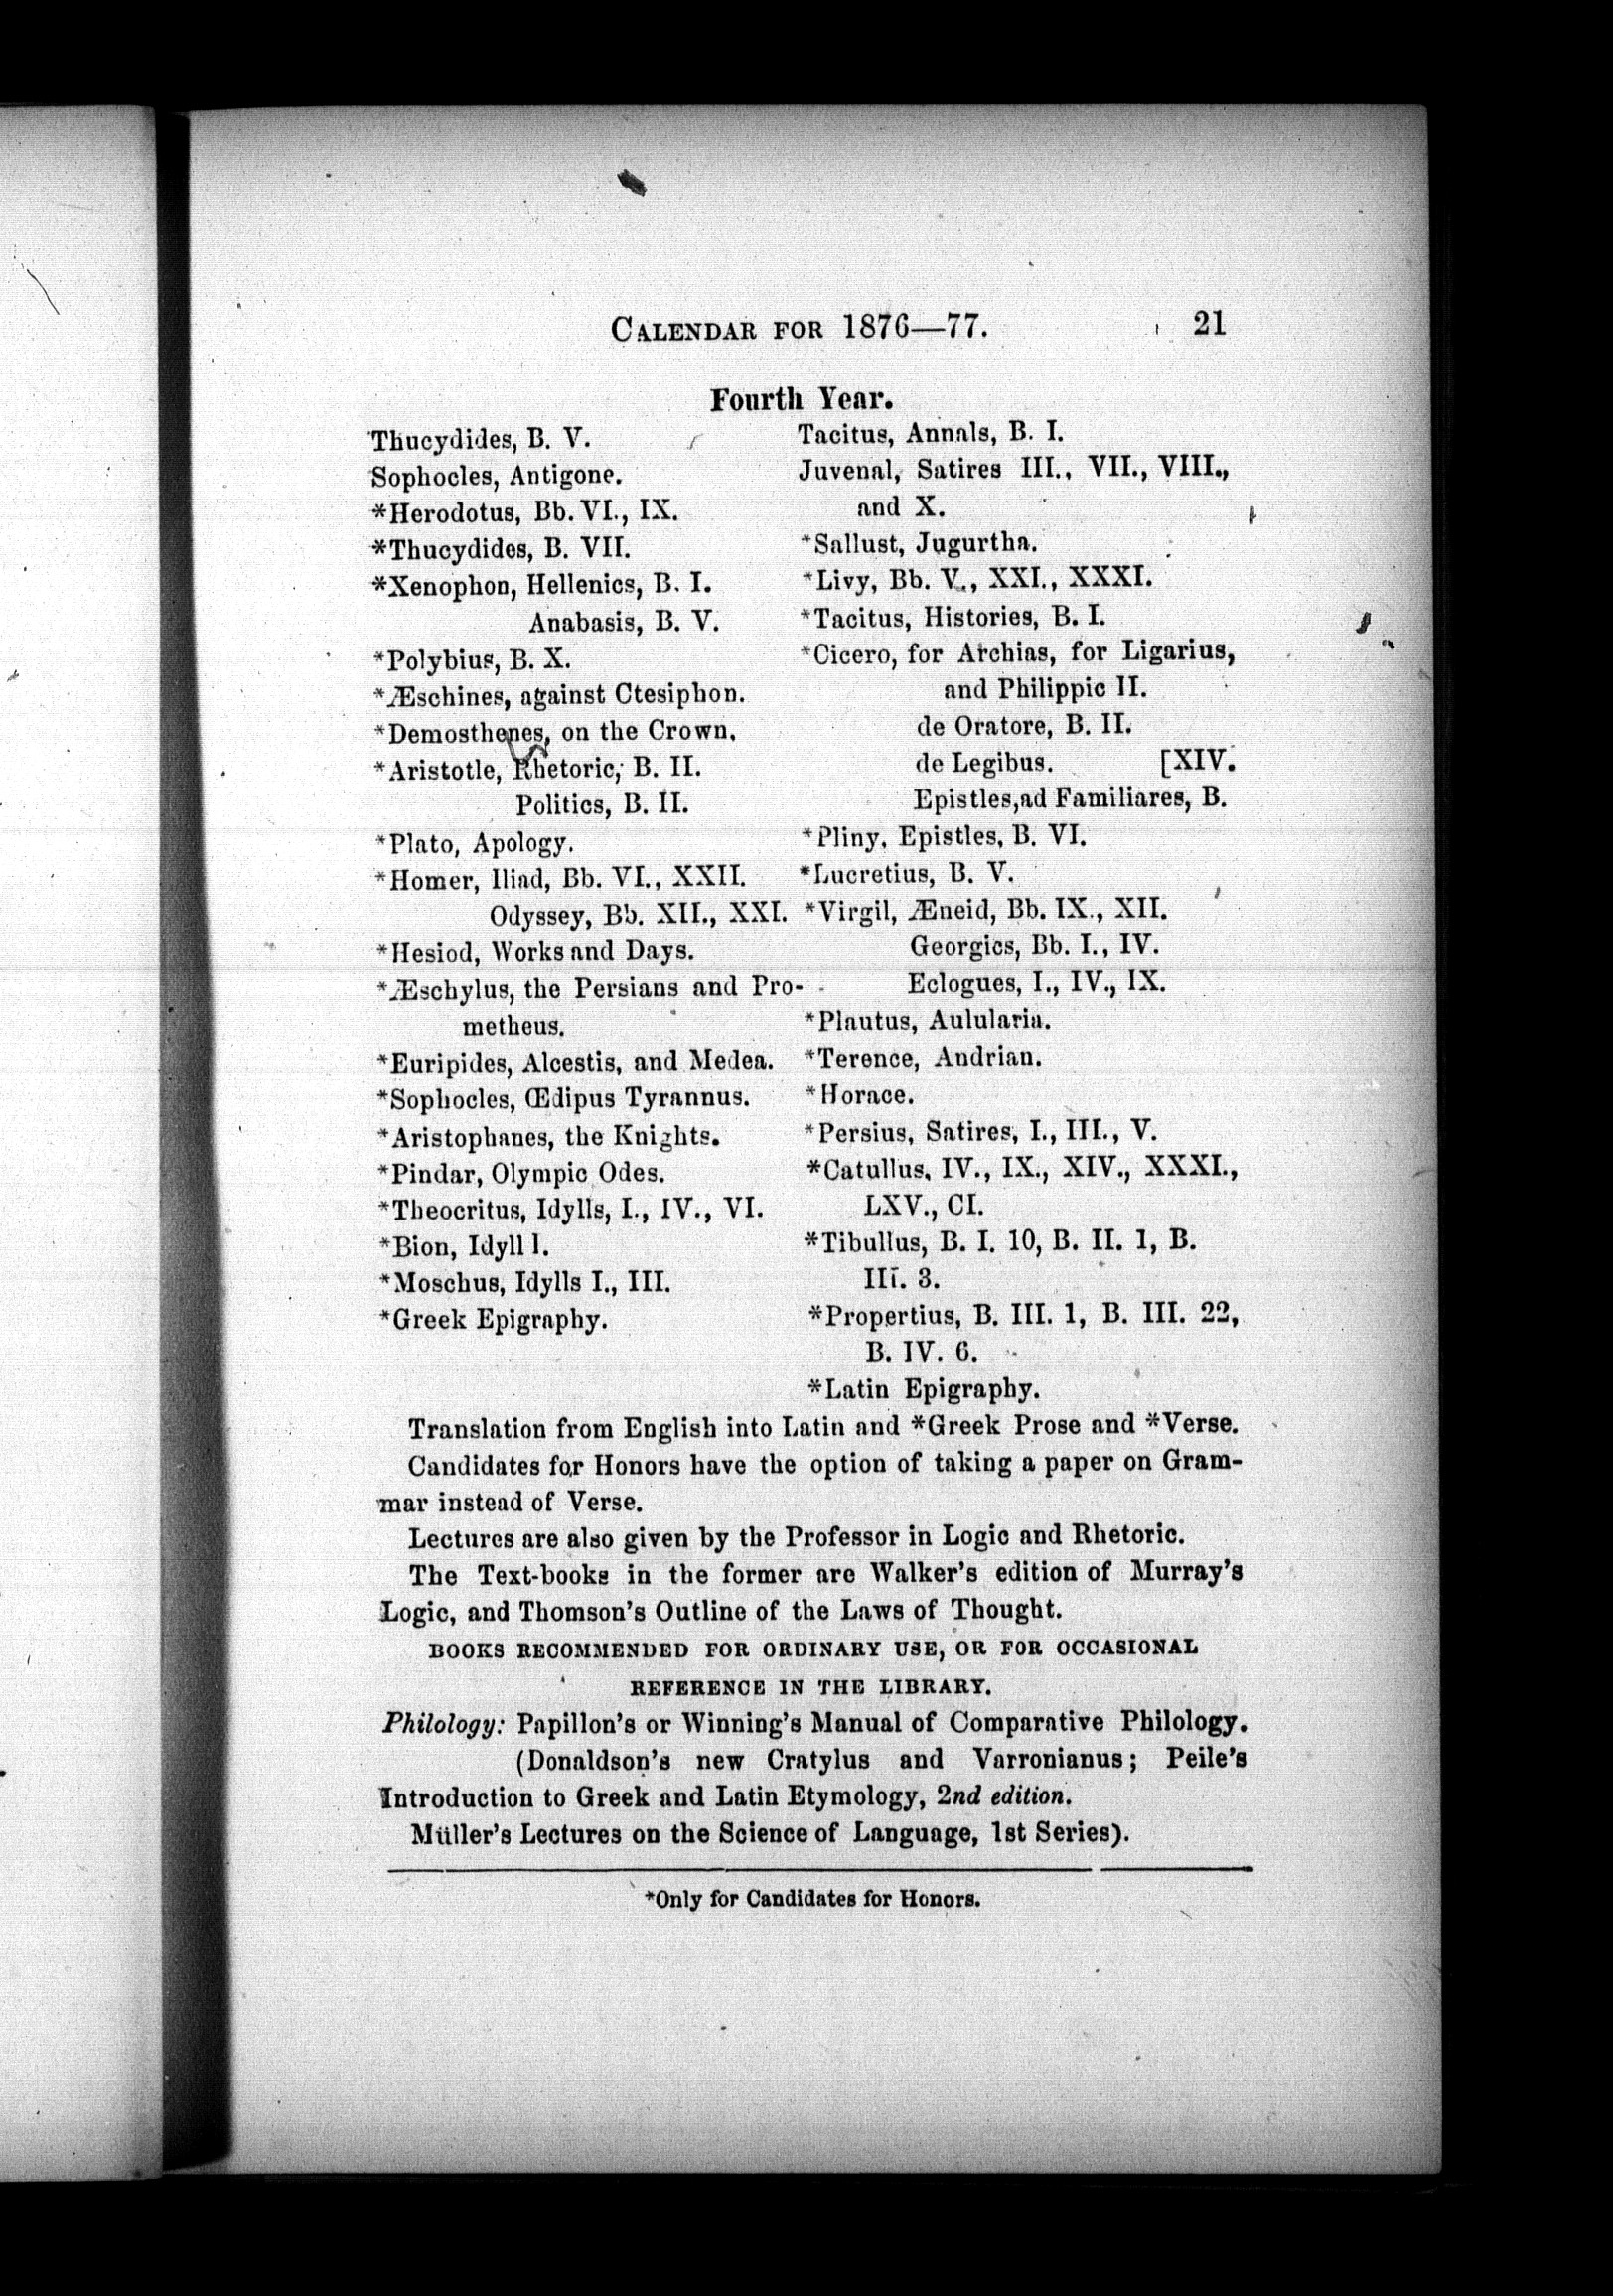 CALENDAR FOR 1876—77. 21
Fourth Year.
Thucydides, B. V.
Sophocles, Antigone.
*Herodotus, Bb. VI., IX.
*Thucydides, B. VII.
*Xenophon, Hellenics, B. I.
Anabasis, B. V.
*Polybius, B. X.
*Æschines, against Ctesiphon.
*Demosthenes, on the Crown.
*Aristotle, Rhetoric, B. II.
Politics, B. II.
*Plato, Apology.
*Homer, Iliad, Bb. VI., XXII.
Odyssey, Bb. XII., XXI.
*Hesiod, Works and Days.
*Æschylus, the Persians and Pro-
metheus.
*Euripides, Alcestis, and Medea.
*Sophocles, Œdipus Tyrannus.
*Aristophanes, the Knights.
*Pindar, Olympic Odes.
*Theocritus, Idylls, I., IV., VI.
*Bion, Idyll I.
*Moschus, Idylls I., III.
*Greek Epigraphy.
Tacitus, Annals, B. I.
Juvenal, Satires III., VII., VIII.,
and X.
*Sallust, Jugurtha.
*Livy, Bb. V., XXI., XXXI.
*Tacitus, Histories, B. I.
*Cicero, for Archias, for Ligarius,
and Philippic II.
de Oratore, B. II.
de Legibus. [XIV.
Epistles, ad Familiares, B.
*Pliny, Epistles, B. VI.
*Lucretius, B. V.
*Virgil, Æneid, Bb. IX., XII.
Georgics, Bb. I., IV.
Eclogues, I., IV., IX.
*Plautus, Aulularia.
*Terence, Andrian.
*Horace.
*Persius, Satires, I., III., V.
*Catullus, IV., IX., XIV., XXXI.,
LXV., CI.
*Tibullus, B. I. 10, B. II. 1, B.
III. 3.
*Propertius, B. III. 1, B. III. 22,
B. IV. 6.
*Latin Epigraphy.
Translation from English into Latin and *Greek Prose and *Verse.
Candidates for Honors have the option of taking a paper on Gram-
mar instead of Verse.
Lectures are also given by the Professor in Logic and Rhetoric.
The Text-books in the former are Walker's edition of Murray's
Logic, and Thomson's Outline of the Laws of Thought.
BOOKS RECOMMENDED FOR ORDINARY USE, OR FOR OCCASIONAL
REFERENCE IN THE LIBRARY.
Philology: Papillon's or Winning's Manual of Comparative Philology.
(Donaldson's new Cratylus and Varronianus; Peile's
Introduction to Greek and Latin Etymology, 2nd edition.
Müller's Lectures on the Science of Language, 1st Series).
*Only for Candidates for Honors.